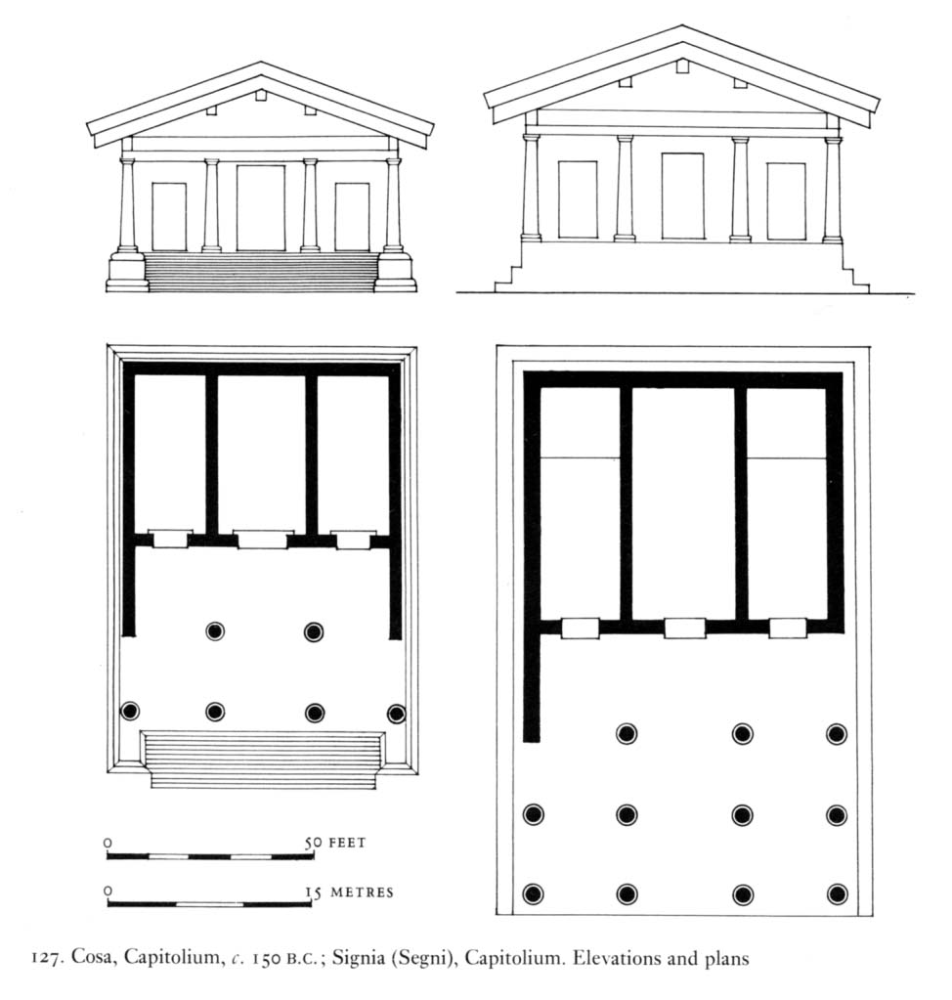 0 50 FEET
0 15 METRES
127. Cosa, Capitolium, c. 150 B.C.; Signia (Segni), Capitolium. Elevations and plans